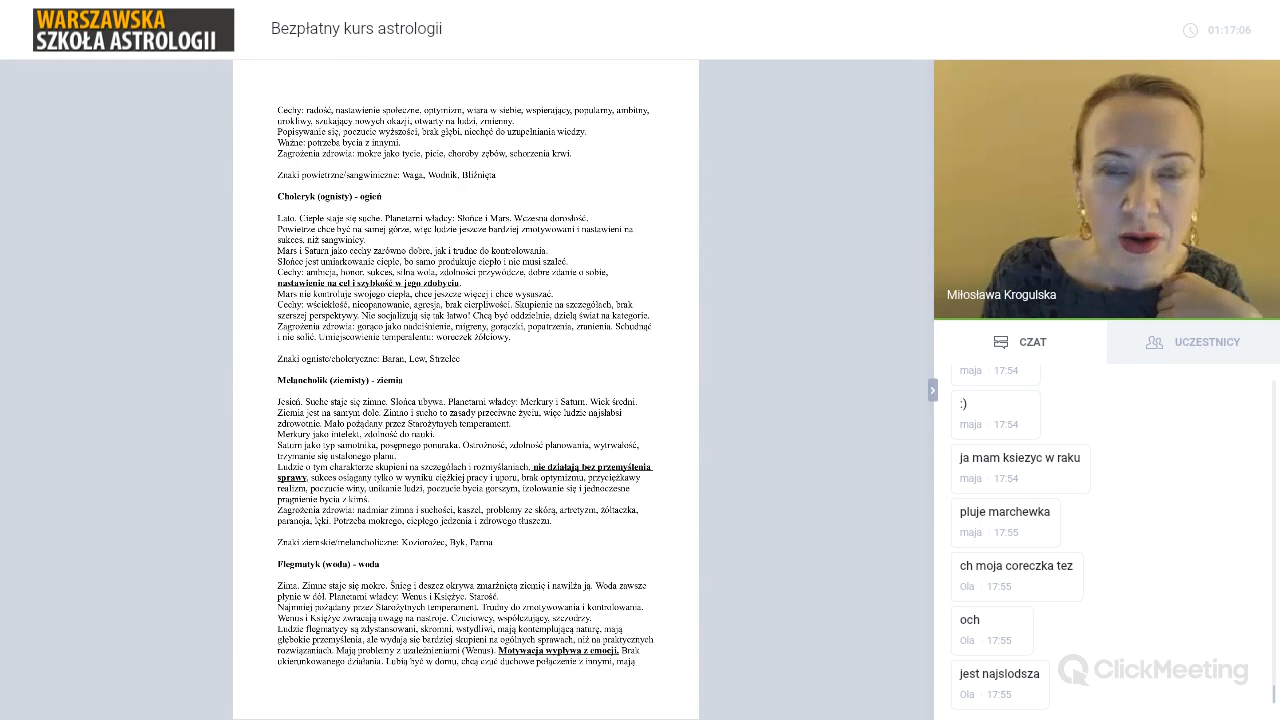 WARSZAWSKA
SZKOŁA ASTROLOGII
Bezpłatny kurs astrologii
01:17:06
Cechy: radość, nastawienie społeczne, optymizm, wiara w siebie, wspierający, popularny, ambitny,
urokliwy, szukający nowych okazji, otwarty na ludzi, zmienny.
Popisywanie się, poczucie wyższości, brak głębi, niechęć do uzupełniania wiedzy.
Ważne: potrzeba bycia z innymi.
Zagrożenia zdrowia: mokre jako tycie, picie, choroby zębów, schorzenia krwi.
Znaki powietrzne/sangwiniczne: Waga, Wodnik, Bliźnięta
Choleryk (ognisty) - ogień
Lato. Ciepłe staje się suche. Planetarni władcy: Słońce i Mars. Wczesna dorosłość.
Powietrze chce być na samej górze, więc ludzie jeszcze bardziej zmotywowani i nastawieni na
sukces, niż sangwinicy.
Mars i Saturn jako cechy zarówno dobre, jak i trudne do kontrolowania.
Słońce jest umiarkowanie ciepłe, bo samo produkuje ciepło i nie musi szaleć.
Cechy: ambicja, honor, sukces, silna wola, zdolności przywódcze, dobre zdanie o sobie,
nastawienie na cel i szybkość w jego zdobyciu.
Mars nie kontroluje swojego ciepła, chce jeszcze więcej i chce wysuszać.
Cechy: wściekłość, nieopanowanie, agresja, brak cierpliwości. Skupienie na szczegółach, brak
szerszej perspektywy. Nie socjalizują się tak łatwo! Chcą być oddzielnie, dzielą świat na kategorie.
Zagrożenia zdrowia: gorąco jako nadciśnienie, migreny, gorączki, popatrzenia, zranienia. Schudnąć
i nie solić. Umiejscowienie temperalentu: woreczek żółciowy.
Znaki ogniste/choleryczne: Baran, Lew, Strzelec
Melancholik (ziemisty) - ziemia
Jesień. Suche staje się zimne. Słońca ubywa. Planetarni władcy: Merkury i Saturn. Wiek średni.
Ziemia jest na samym dole. Zimno i sucho to zasady przeciwne życiu, więc ludzie najsłabsi
zdrowotnie. Mało pożądany przez Starożytnych temperament.
Merkury jako intelekt, zdolność do nauki.
Saturn jako typ samotnika, posępnego ponuraka. Ostrożność, zdolność planowania, wytrwałość,
trzymanie się ustalonego planu.
Ludzie o tym charakterze skupieni na szczegółach i rozmyślaniach, nie działają bez przemyślenia
sprawy, sukces osiągany tylko w wyniku ciężkiej pracy i uporu, brak optymizmu, przyciężkawy
realizm, poczucie winy, unikanie ludzi, poczucie bycia gorszym, izolowanie się i jednoczesne
pragnienie bycia z kimś.
Zagrożenia zdrowia: nadmiar zimna i suchości, kaszel, problemy ze skórą, artretyzm, żółtaczka,
paranoja, lęki. Potrzeba mokrego, ciepłego jedzenia i zdrowego tłuszczu.
Znaki ziemskie/melancholiczne: Koziorożec, Byk, Panna
Flegmatyk (woda) - woda
Zima. Zimne staje się mokre. Śnieg i deszcz okrywa zmarźniętą ziemię i nawilża ją. Woda zawsze
płynie w dół. Planetarni władcy: Wenus i Księżyc. Starość.
Najmniej pożądany przez Starożytnych temperament. Trudny do zmotywowania i kontrolowania.
Wenus i Księżyc zwracają uwagę na nastroje. Czuciowcy, współczujący, szczodrzy.
Ludzie flegmatycy są zdystansowani, skromni, wstydliwi, mają kontemplującą naturę, mają
głębokie przemyślenia, ale wydają się bardziej skupieni na ogólnych sprawach, niż na praktycznych
rozwiązaniach. Mają problemy z uzależnieniami (Wenus). Motywacja wypływa z emocji. Brak
ukierunkowanego działania. Lubią być w domu, chcą czuć duchowe połączenie z innymi, mają
Miłosława Krogulska
CZAT
UCZESTNICY
maja 17:54
:)
maja 17:54
ja mam ksiezyc w raku
maja 17:54
pluje marchewka
maja 17:55
ch moja coreczka tez
Ola 17:55
och
Ola 17:55
jest najslodsza
Ola 17:55
ClickMeeting